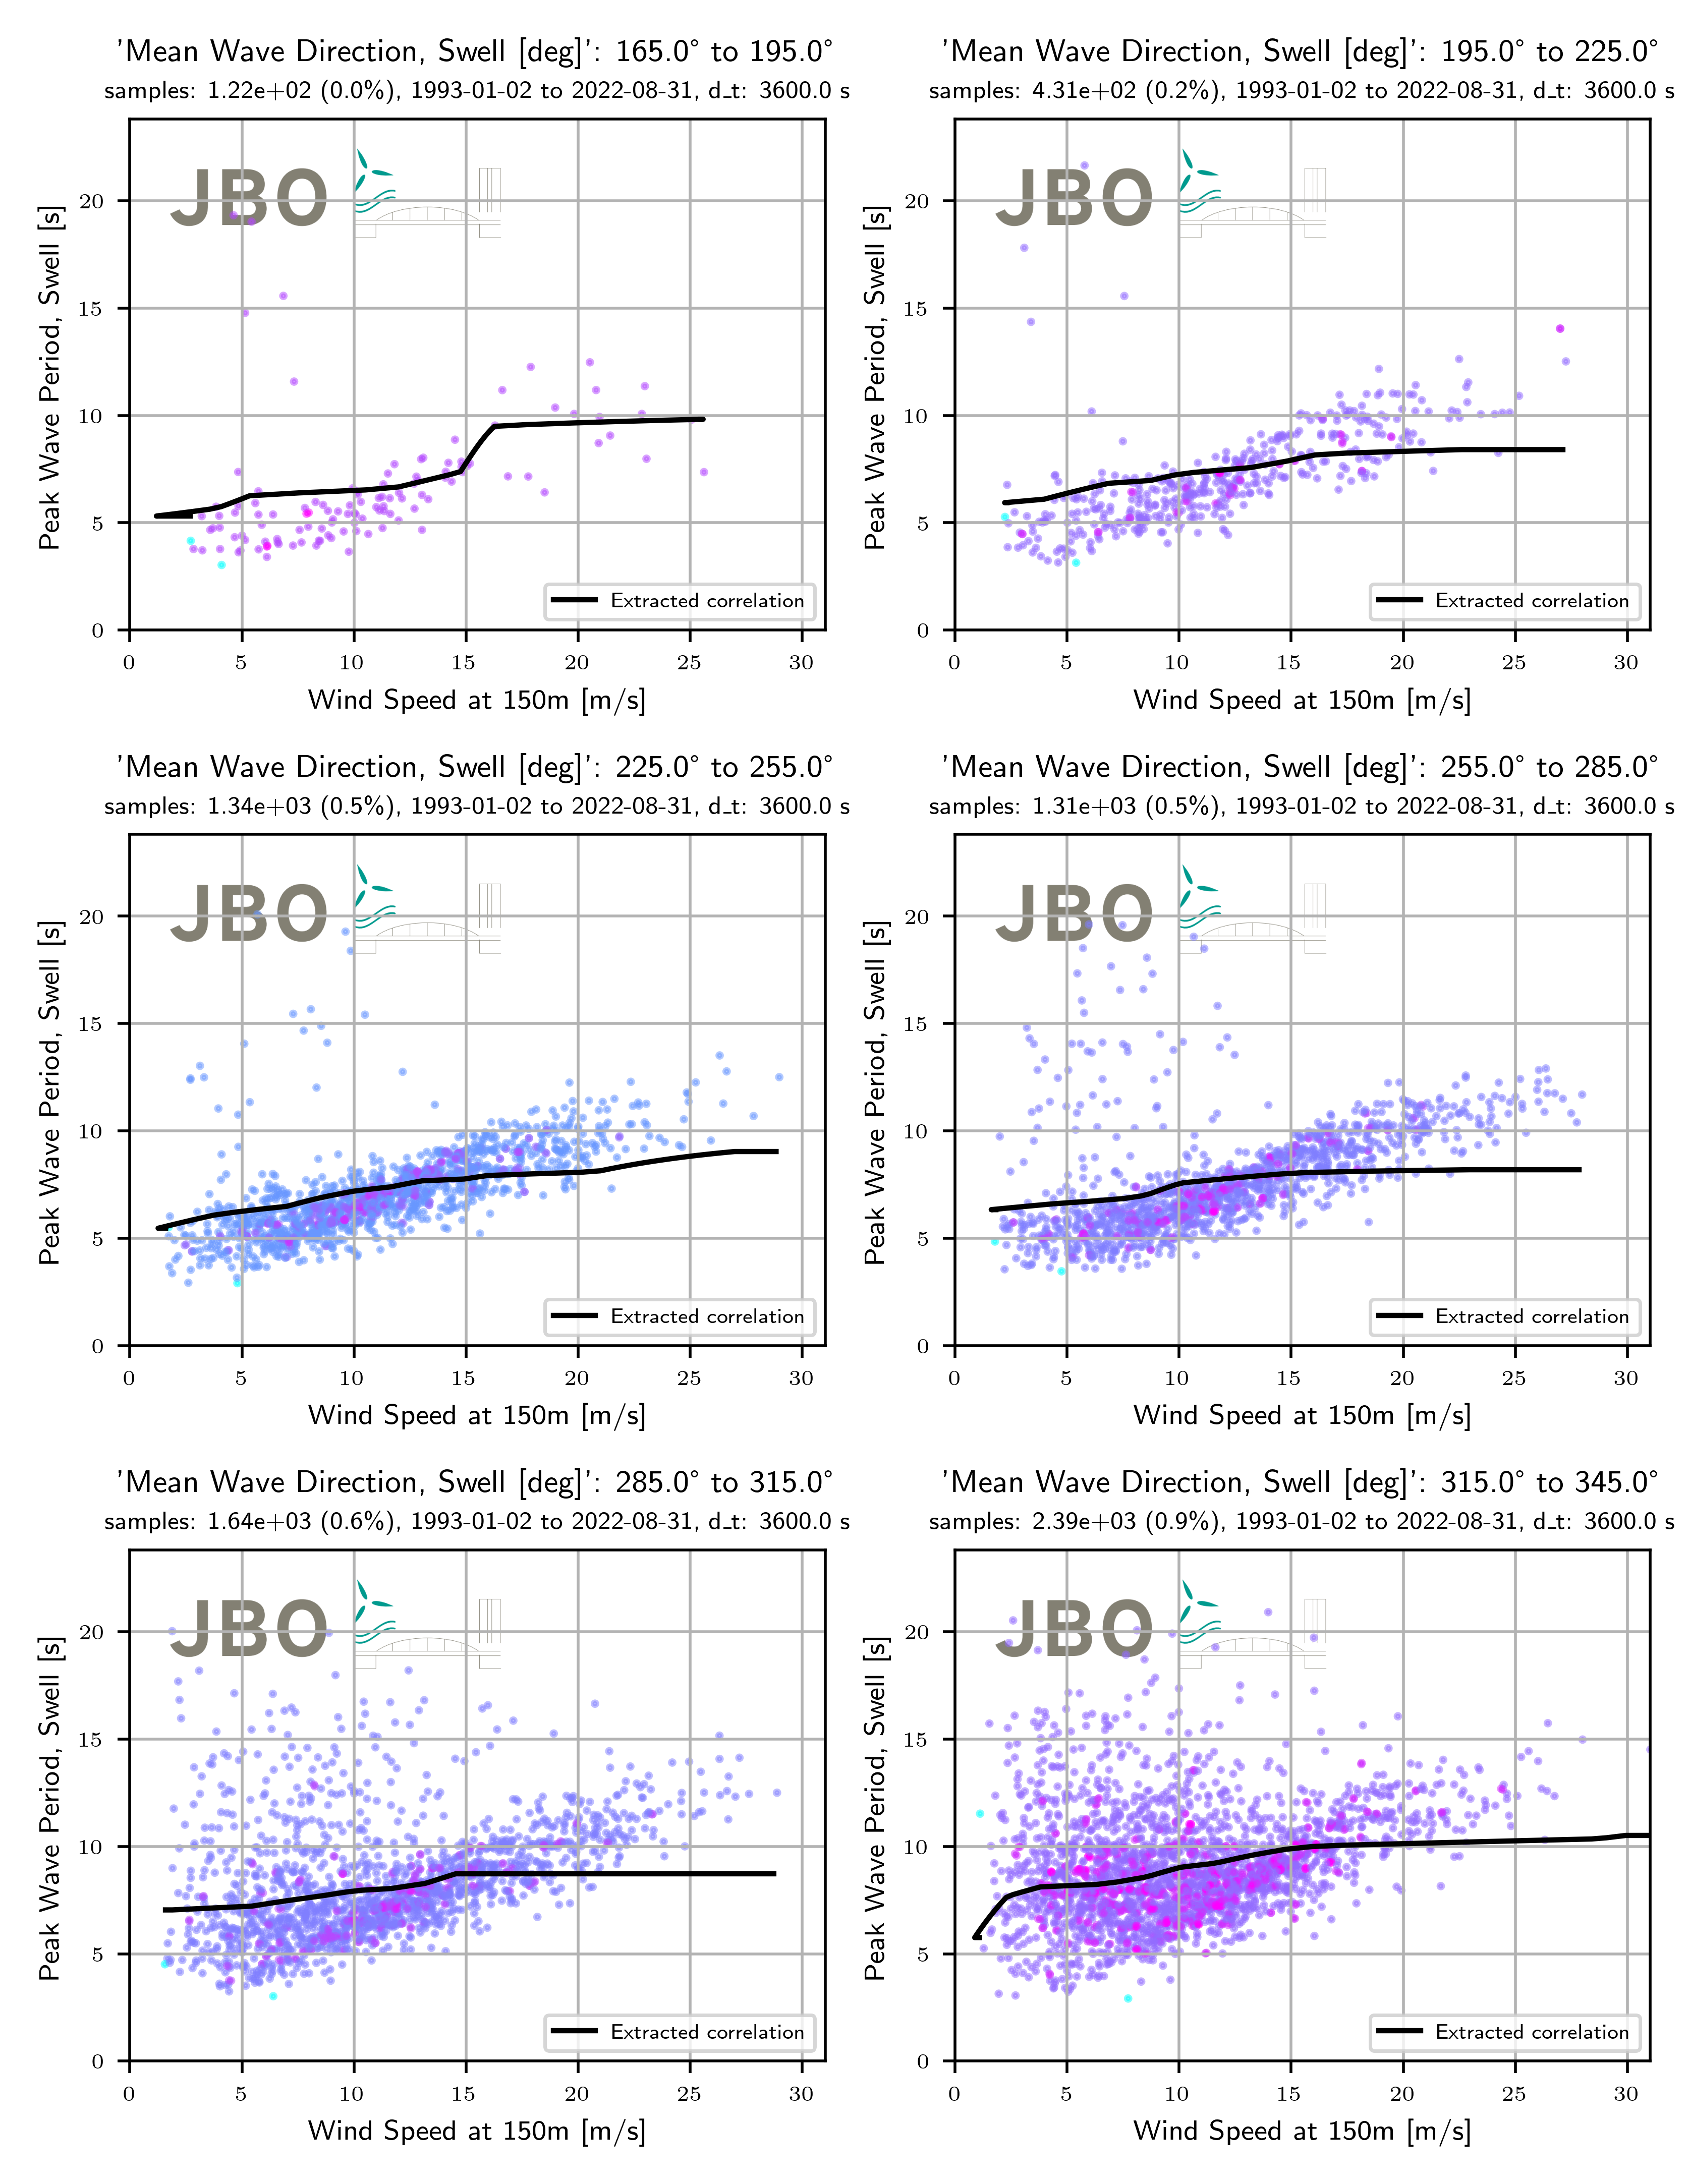 'Mean Wave Direction, Swell [deg]': 165.0° to 195.0°
samples: 1.22e+02 (0.0%), 1993-01-02 to 2022-08-31, d_t: 3600.0 s
JBO
Peak Wave Period, Swell [s]
20
15
10
5
0
0 5 10 15 20 25 30
Extracted correlation
Wind Speed at 150m [m/s]
'Mean Wave Direction, Swell [deg]': 195.0° to 225.0°
samples: 4.31e+02 (0.2%), 1993-01-02 to 2022-08-31, d_t: 3600.0 s
JBO
Peak Wave Period, Swell [s]
20
15
10
5
0
0 5 10 15 20 25 30
Extracted correlation
Wind Speed at 150m [m/s]
'Mean Wave Direction, Swell [deg]': 225.0° to 255.0°
samples: 1.34e+03 (0.5%), 1993-01-02 to 2022-08-31, d_t: 3600.0 s
JBO
Peak Wave Period, Swell [s]
20
15
10
5
0
0 5 10 15 20 25 30
Extracted correlation
Wind Speed at 150m [m/s]
'Mean Wave Direction, Swell [deg]': 255.0° to 285.0°
samples: 1.31e+03 (0.5%), 1993-01-02 to 2022-08-31, d_t: 3600.0 s
JBO
Peak Wave Period, Swell [s]
20
15
10
5
0
0 5 10 15 20 25 30
Extracted correlation
Wind Speed at 150m [m/s]
'Mean Wave Direction, Swell [deg]': 285.0° to 315.0°
samples: 1.64e+03 (0.6%), 1993-01-02 to 2022-08-31, d_t: 3600.0 s
JBO
Peak Wave Period, Swell [s]
20
15
10
5
0
0 5 10 15 20 25 30
Extracted correlation
Wind Speed at 150m [m/s]
'Mean Wave Direction, Swell [deg]': 315.0° to 345.0°
samples: 2.39e+03 (0.9%), 1993-01-02 to 2022-08-31, d_t: 3600.0 s
JBO
Peak Wave Period, Swell [s]
20
15
10
5
0
0 5 10 15 20 25 30
Extracted correlation
Wind Speed at 150m [m/s]